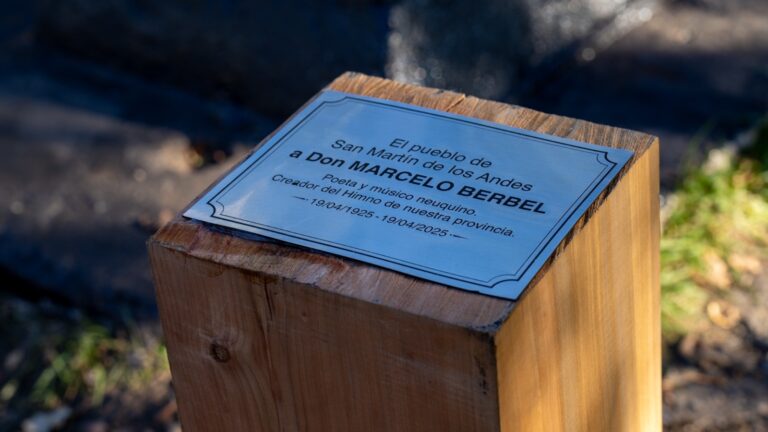 El pueblo de
San Martín de los Andes
a Don MARCELO BERBEL
Poeta y músico neuquino.
Creador del Himno de nuestra provincia.
19/04/1925 - 19/04/2025